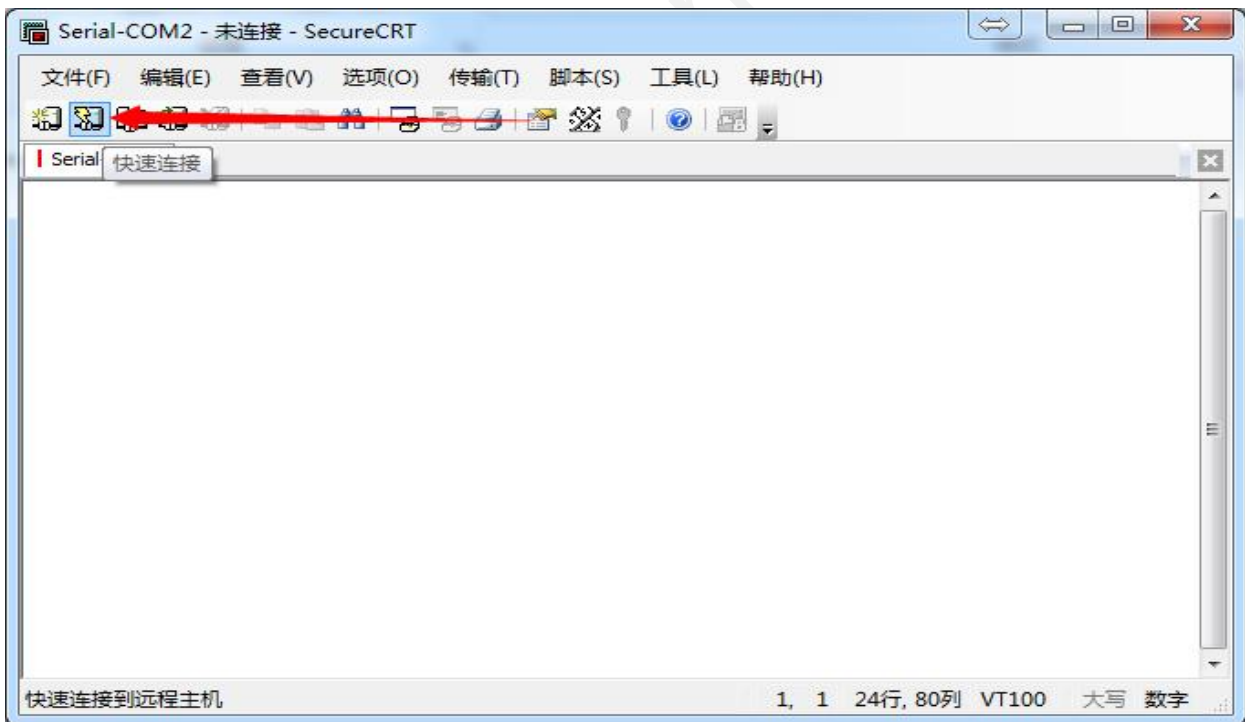 Serial-COM2 - 未连接 - SecureCRT
文件(F) 编辑(E) 查看(V) 选项(O) 传输(T) 脚本(S) 工具(L) 帮助(H)
Serial
快速连接
快速连接到远程主机 1, 1 24行, 80列 VT100 大写 数字